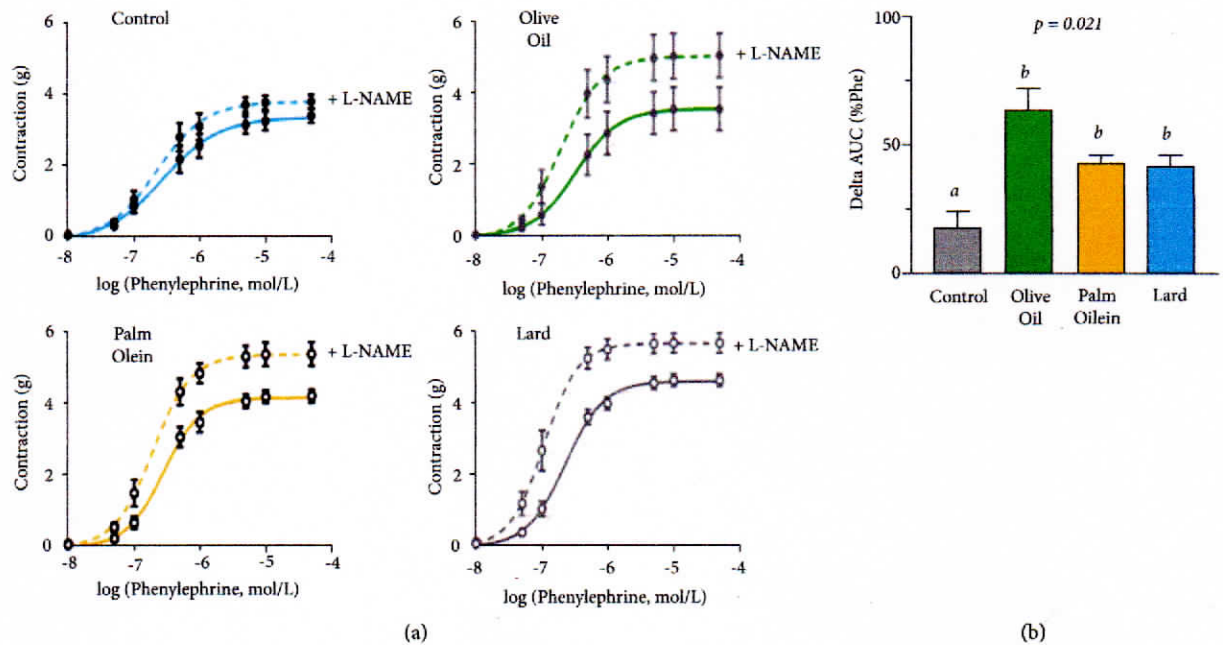 Control
6
4
2
0
Contraction (g)
+ L-NAME
-8 -7 -6 -5 -4
log (Phenylephrine, mol/L)
Olive
Oil
6
4
2
0
Contraction (g)
+ L-NAME
-8 -7 -6 -5 -4
log (Phenylephrine, mol/L)
Palm
Olein
6
4
2
0
Contraction (g)
+ L-NAME
-8 -7 -6 -5 -4
log (Phenylephrine, mol/L)
Lard
6
4
2
0
Contraction (g)
+ L-NAME
-8 -7 -6 -5 -4
log (Phenylephrine, mol/L)
(a)
p = 0.021
100
50
0
Delta AUC (%Phe)
a
b
b
b
Control
Olive
Oil
Palm
Oilein
Lard
(b)